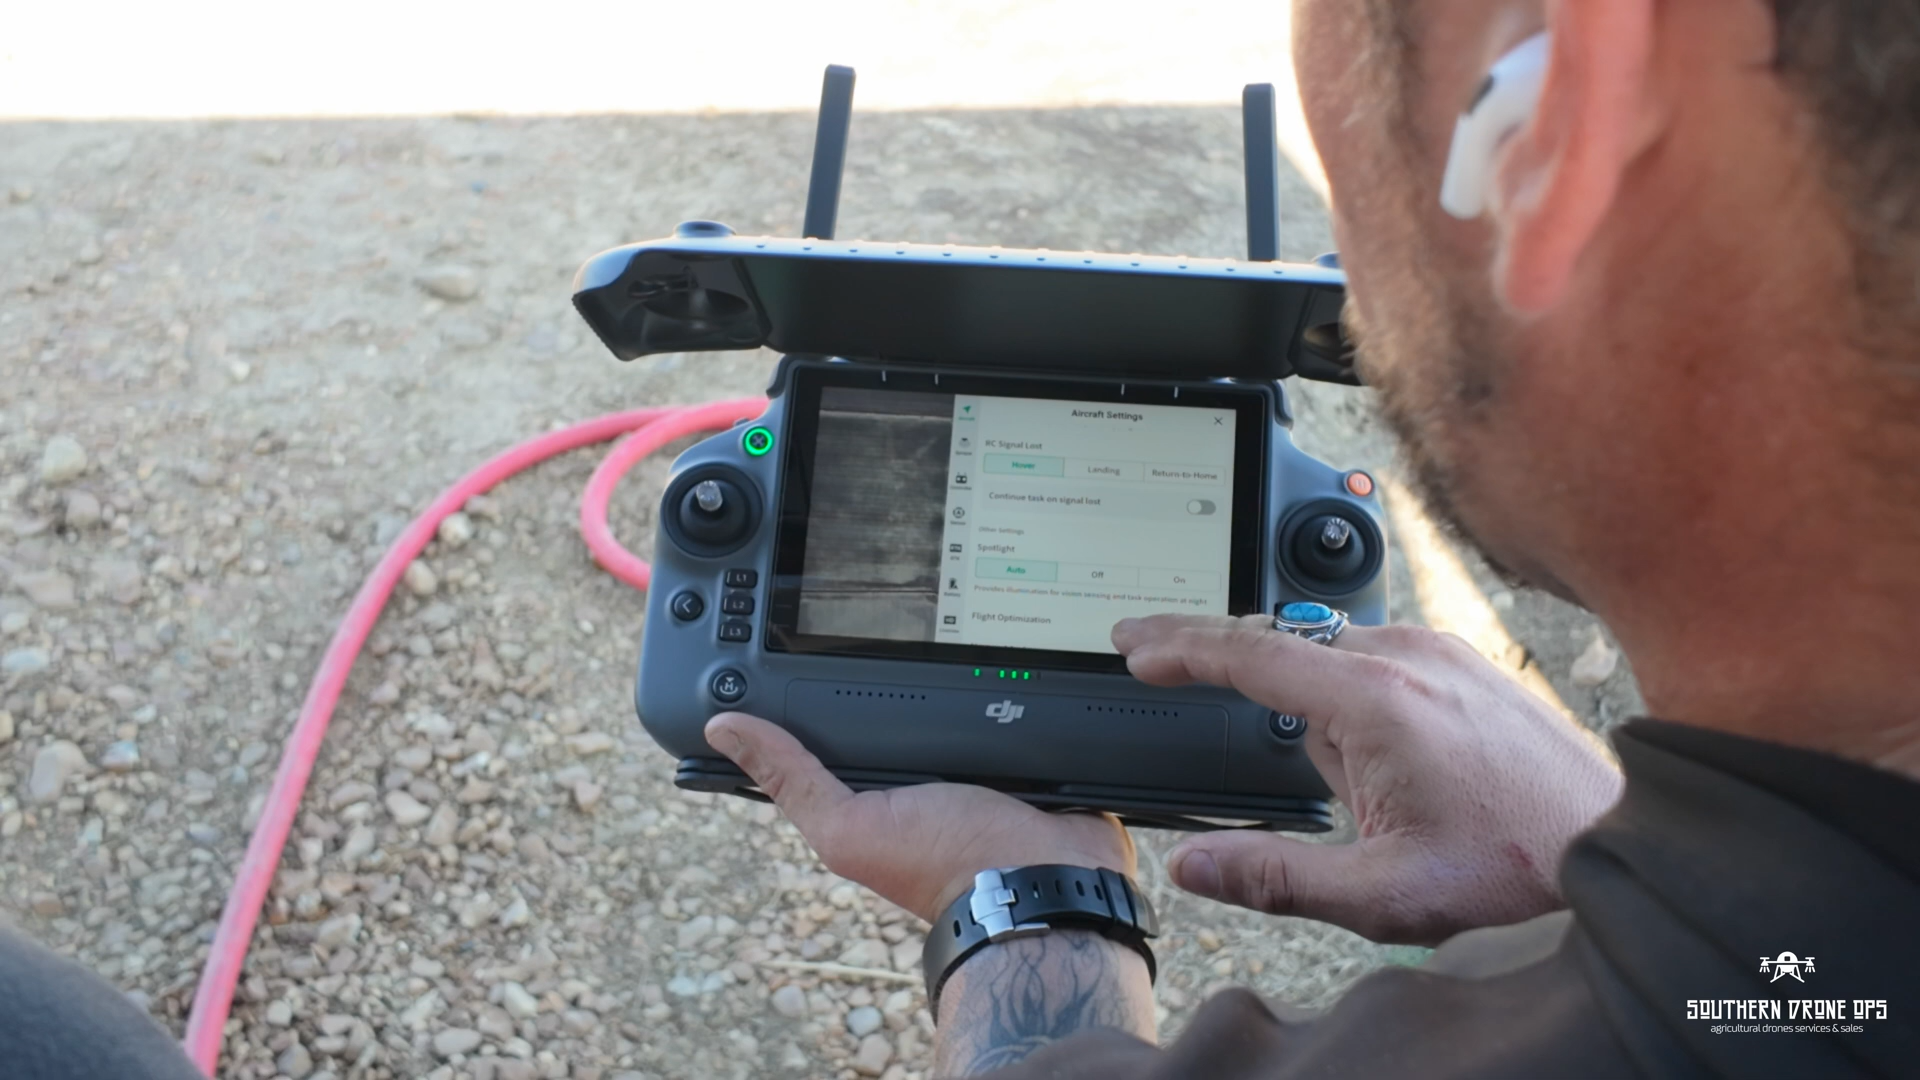 Aircraft Settings
RC Signal Lost
Hover
Landing
Return-to-Home
Continue task on signal lost
Other Settings
Spotlight
Auto
Off
On
Provides illumination for vision sensing and task operation at night
Flight Optimization
L1
L2
L3
dji
SOUTHERN DRONE OPS
agricultural drones services & sales